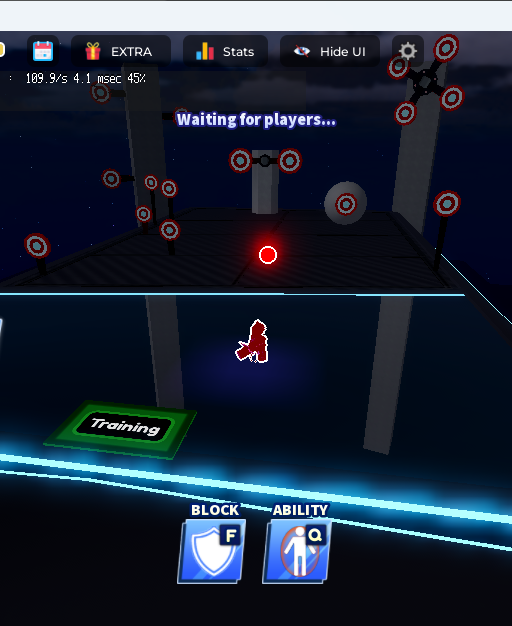 EXTRA
Stats
Hide UI
: 109.9/s 4.1 msec 45%
Waiting for players...
Training
BLOCK
ABILITY
F
Q